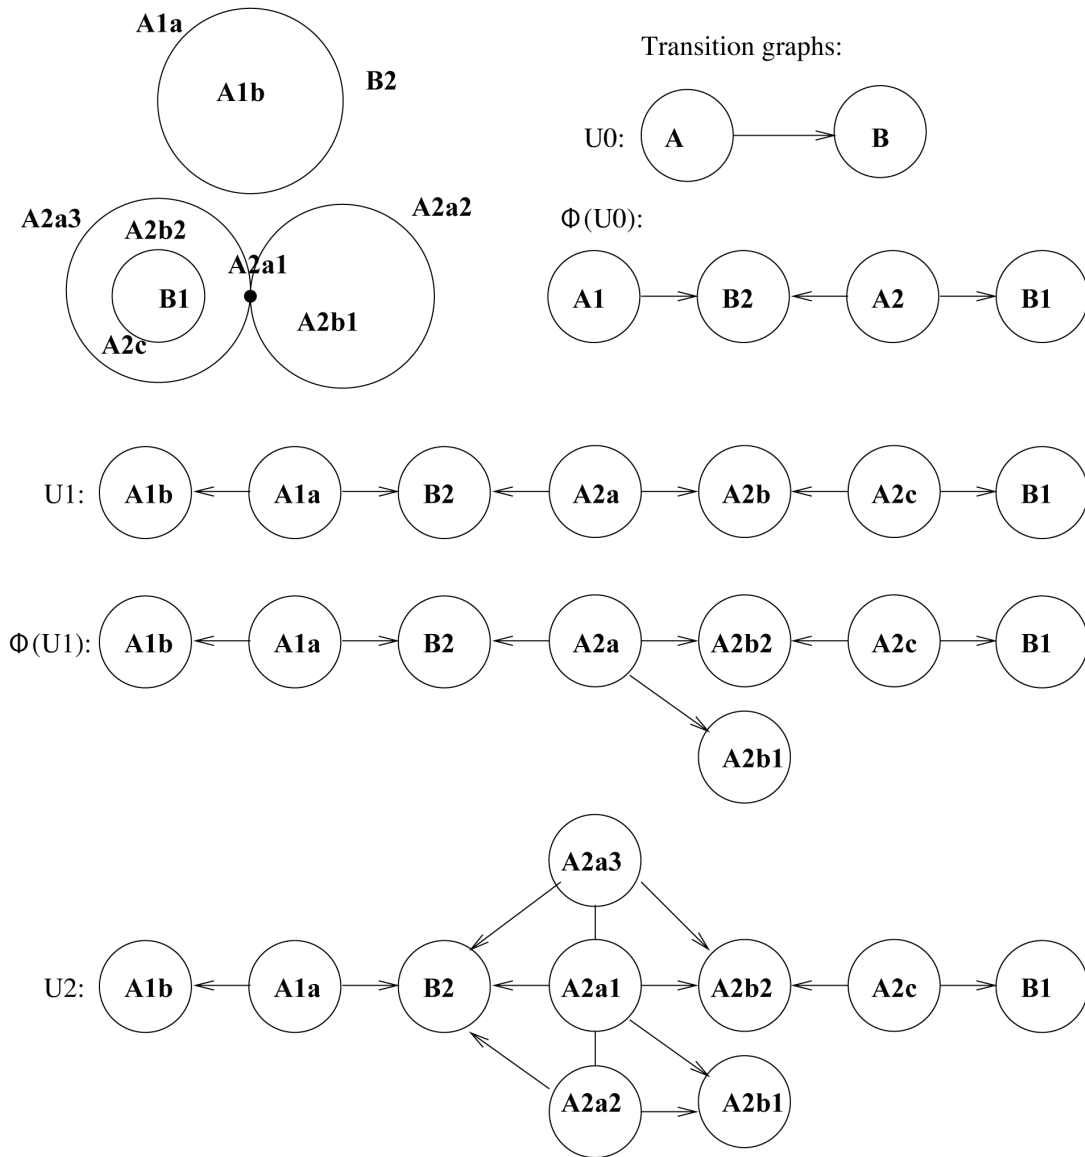 A1a
A1b
B2
A2a3
A2b2
A2a1
A2a2
B1
A2b1
A2c
Transition graphs:
U0: A B
Φ(U0):
A1 B2 A2 B1
U1: A1b A1a B2 A2a A2b A2c B1
Φ(U1): A1b A1a B2 A2a A2b2 A2c B1
A2b1
A2a3
U2: A1b A1a B2 A2a1 A2b2 A2c B1
A2a2 A2b1